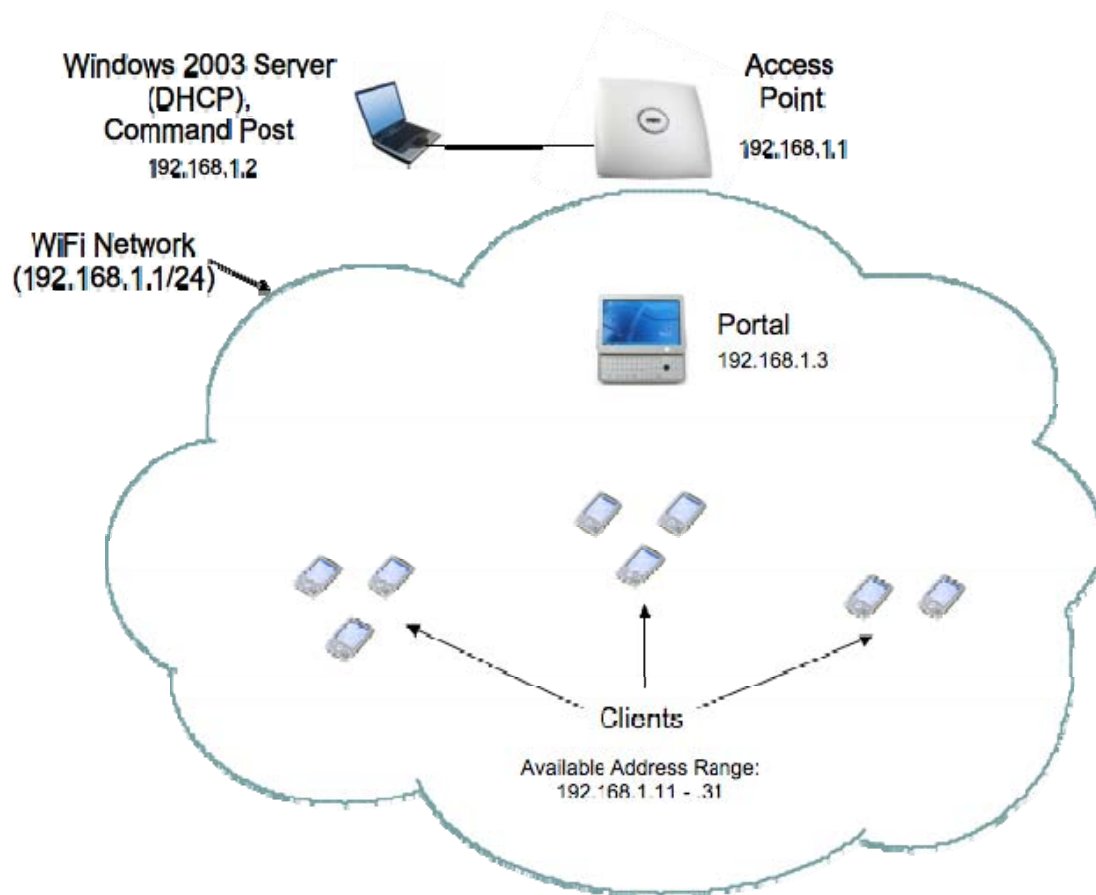 Windows 2003 Server
(DHCP),
Command Post
192.168.1.2
Access
Point
192.168.1.1
WiFi Network
(192.168.1.1/24)
Portal
192.168.1.3
Clients
Available Address Range:
192.168.1.11 - .31